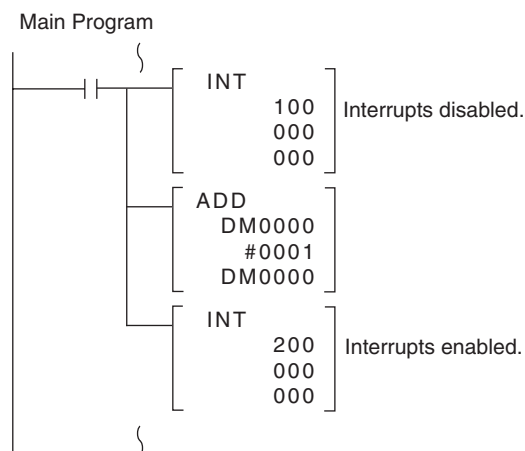 Main Program
INT
100 Interrupts disabled.
000
000
ADD
DM0000
#0001
DM0000
INT
200 Interrupts enabled.
000
000